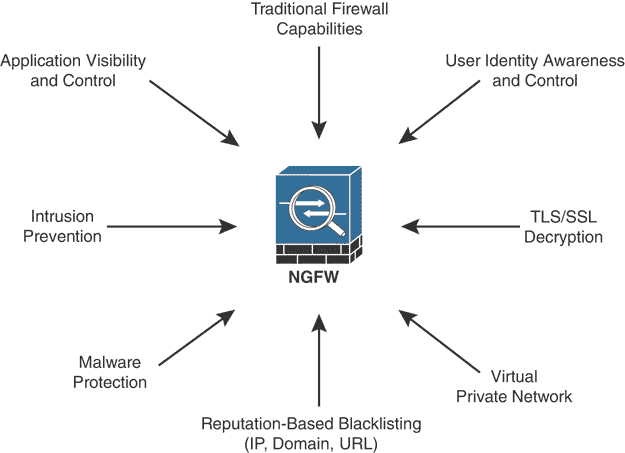 Traditional Firewall
Capabilities
Application Visibility
and Control
User Identity Awareness
and Control
Intrusion
Prevention
TLS/SSL
Decryption
NGFW
Malware
Protection
Virtual
Private Network
Reputation-Based Blacklisting
(IP, Domain, URL)